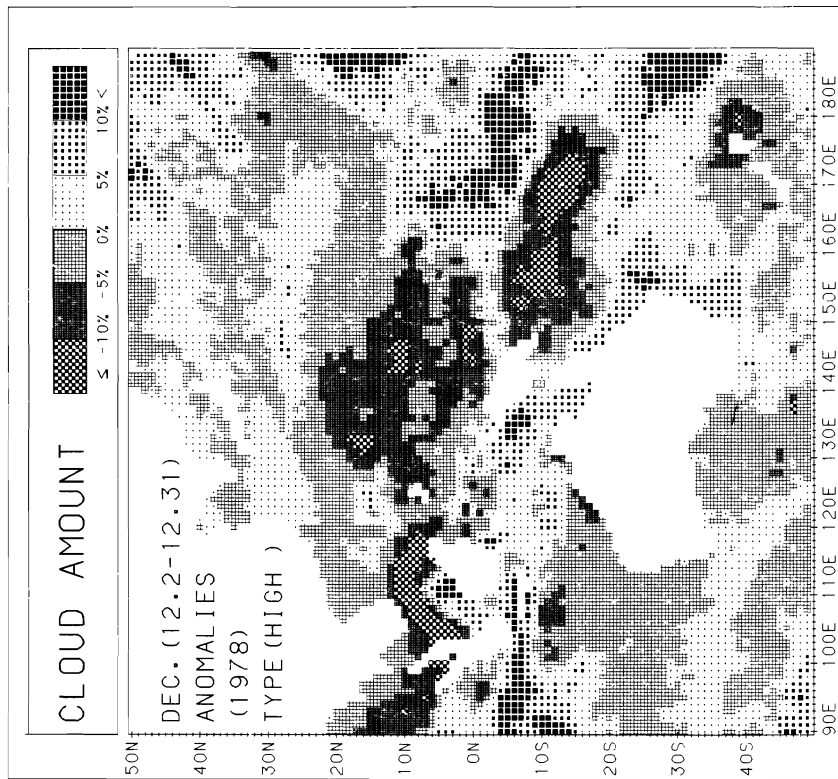 CLOUD AMOUNT
≤ -10% -5% 0% 5% 10% <
DEC. (12.2-12.31)
ANOMALIES
(1978)
TYPE(HIGH )
50N
40N
30N
20N
10N
0N
10S
20S
30S
40S
90E 100E 110E 120E 130E 140E 150E 160E 170E 180E